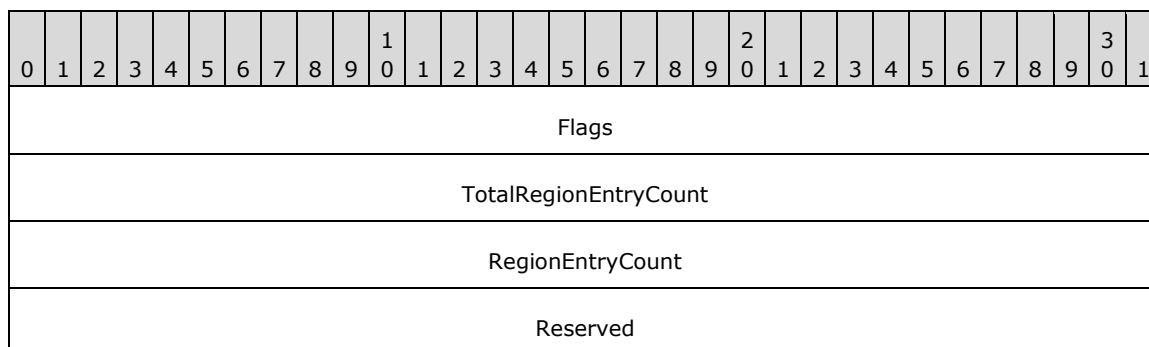 1 2 3
0 1 2 3 4 5 6 7 8 9 0 1 2 3 4 5 6 7 8 9 0 1 2 3 4 5 6 7 8 9 0 1
Flags
TotalRegionEntryCount
RegionEntryCount
Reserved